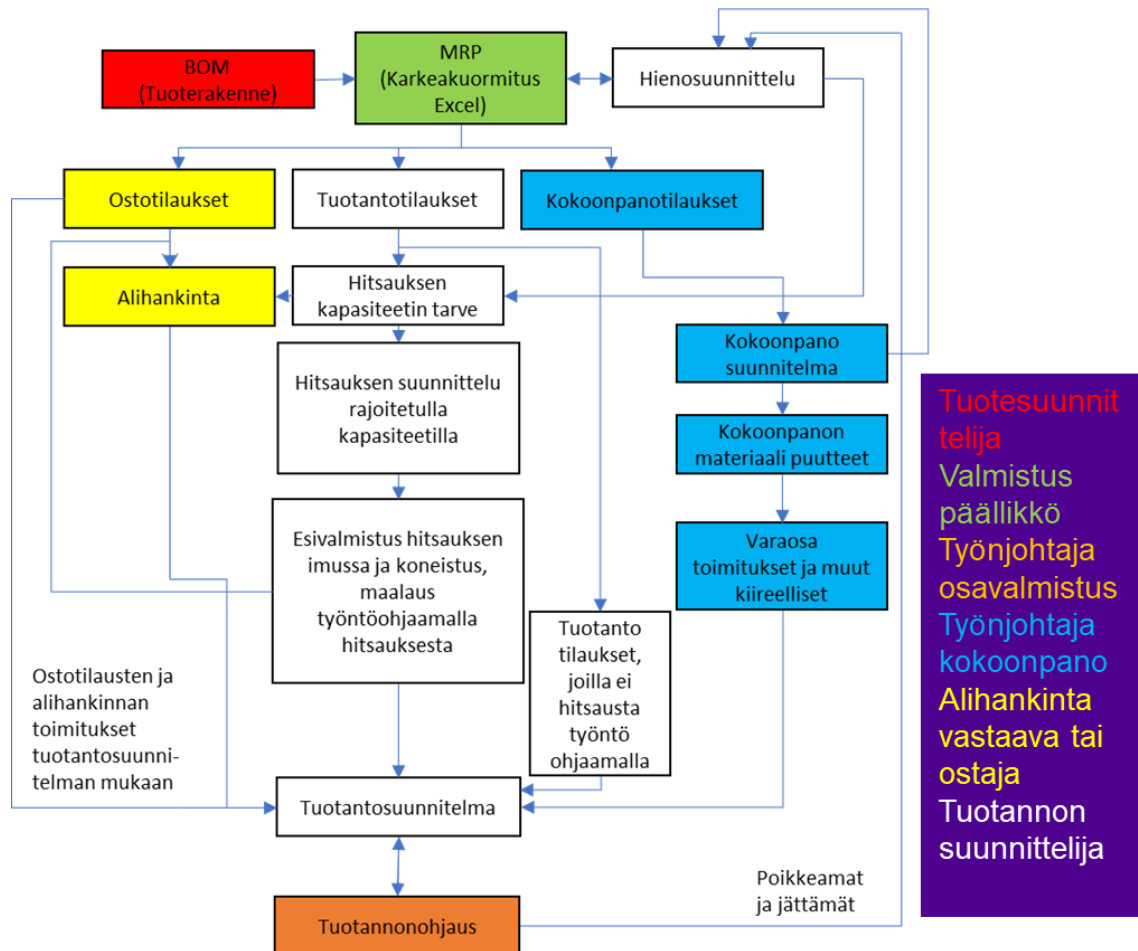 BOM
(Tuoterakenne)
MRP
(Karkeakuormitus
Excel)
Hienosuunnittelu
Ostotilaukset
Tuotantotilaukset
Kokoonpanotilaukset
Alihankinta
Hitsauksen
kapasiteetin tarve
Kokoonpano
suunnitelma
Hitsauksen suunnittelu
rajoitetulla
kapasiteetilla
Kokoonpanon
materiaali puutteet
Esivalmistus hitsauksen
imussa ja koneistus,
maalaus
työntöohjaamalla
hitsauksesta
Varaosa
toimitukset ja muut
kiireelliset
Tuotanto
tilaukset,
joilla ei
hitsausta
työntö
ohjaamalla
Ostotilausten ja
alihankinnan
toimitukset
tuotantosuunni-
telman mukaan
Tuotantosuunnitelma
Tuotannonohjaus
Poikkeamat
ja jättämät
Tuotesuunnit
telija
Valmistus
päällikkö
Työnjohtaja
osavalmistus
Työnjohtaja
kokoonpano
Alihankinta
vastaava tai
ostaja
Tuotannon
suunnittelija